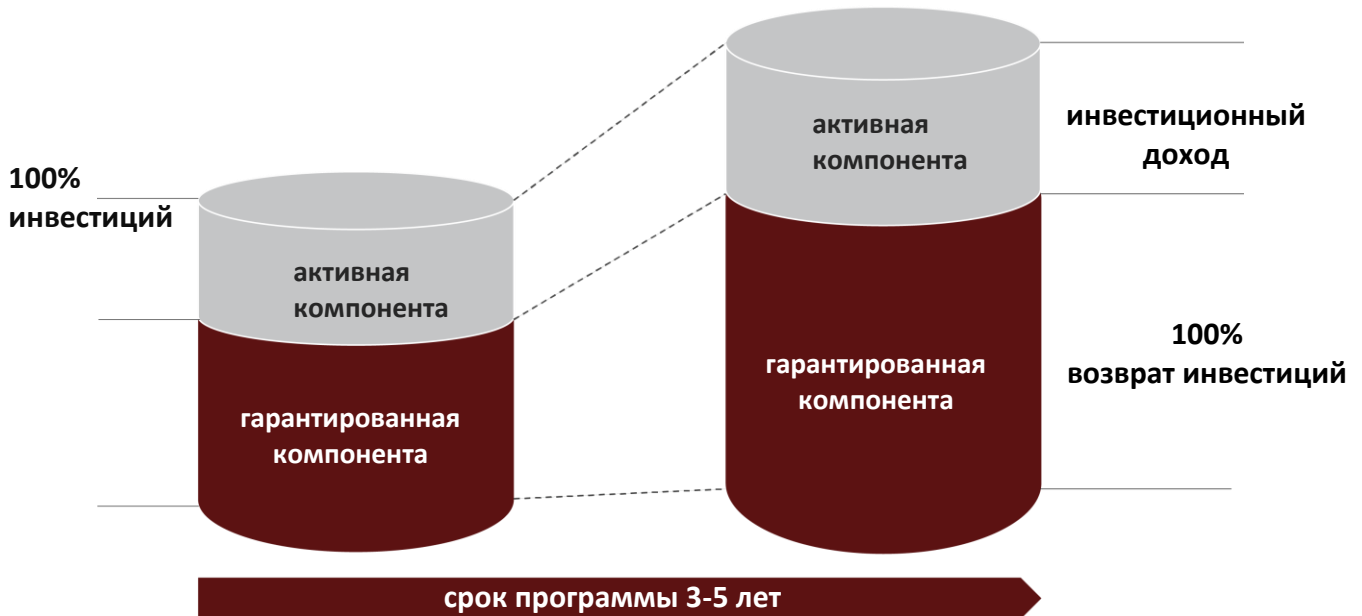 100%
инвестиций
активная
компонента
гарантированная
компонента
активная
компонента
гарантированная
компонента
инвестиционный
доход
100%
возврат инвестиций
срок программы 3-5 лет